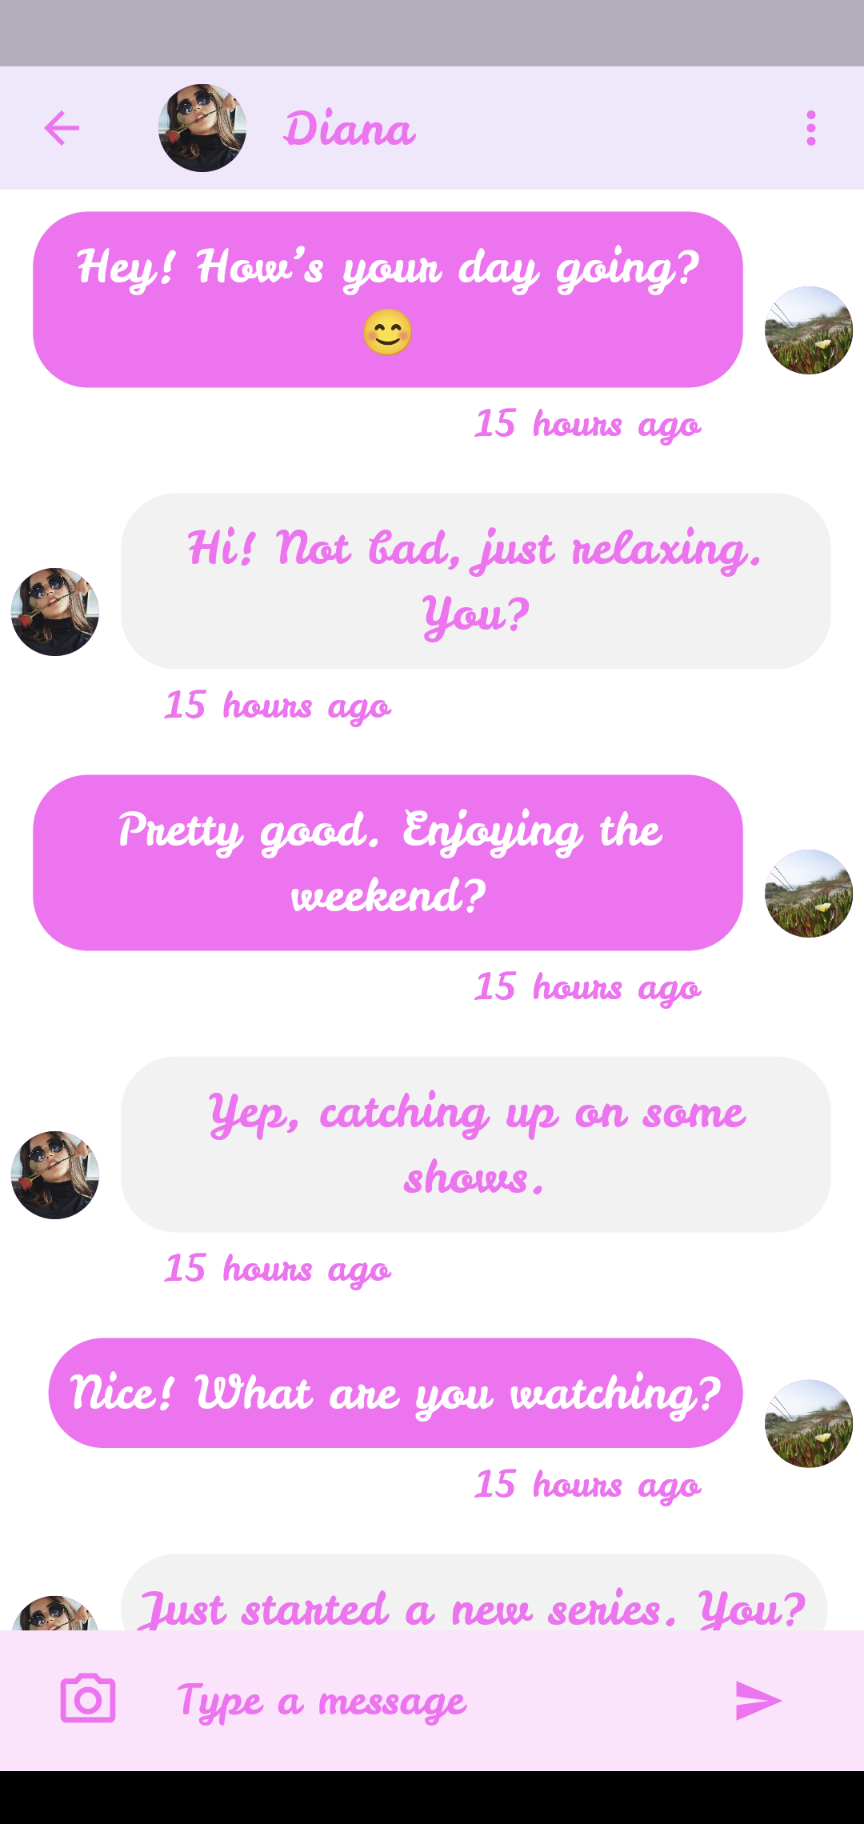 Diana
Hey! How’s your day going?
😊
15 hours ago
Hi! Not bad, just relaxing.
You?
15 hours ago
Pretty good. Enjoying the
weekend?
15 hours ago
Yep, catching up on some
shows.
15 hours ago
Nice! What are you watching?
15 hours ago
Just started a new series. You?
Type a message